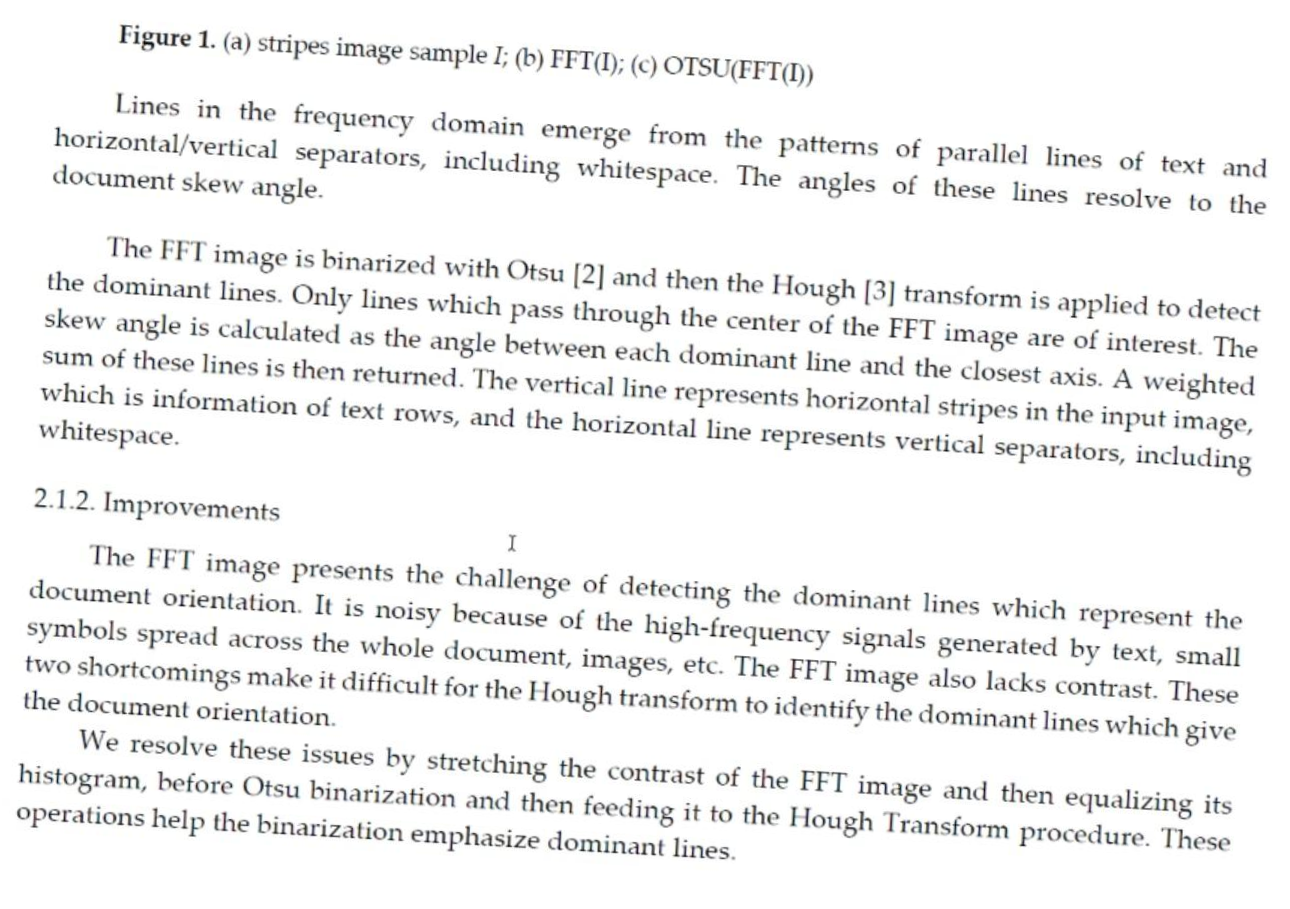 Figure 1. (a) stripes image sample I; (b) FFT(I); (c) OTSU(FFT(I))
Lines in the frequency domain emerge from the patterns of parallel lines of text and
horizontal/vertical separators, including whitespace. The angles of these lines resolve to the
document skew angle.
The FFT image is binarized with Otsu [2] and then the Hough [3] transform is applied to detect
the dominant lines. Only lines which pass through the center of the FFT image are of interest. The
skew angle is calculated as the angle between each dominant line and the closest axis. A weighted
sum of these lines is then returned. The vertical line represents horizontal stripes in the input image,
which is information of text rows, and the horizontal line represents vertical separators, including
whitespace.
2.1.2. Improvements
The FFT image presents the challenge of detecting the dominant lines which represent the
document orientation. It is noisy because of the high-frequency signals generated by text, small
symbols spread across the whole document, images, etc. The FFT image also lacks contrast. These
two shortcomings make it difficult for the Hough transform to identify the dominant lines which give
the document orientation.
We resolve these issues by stretching the contrast of the FFT image and then equalizing its
histogram, before Otsu binarization and then feeding it to the Hough Transform procedure. These
operations help the binarization emphasize dominant lines.